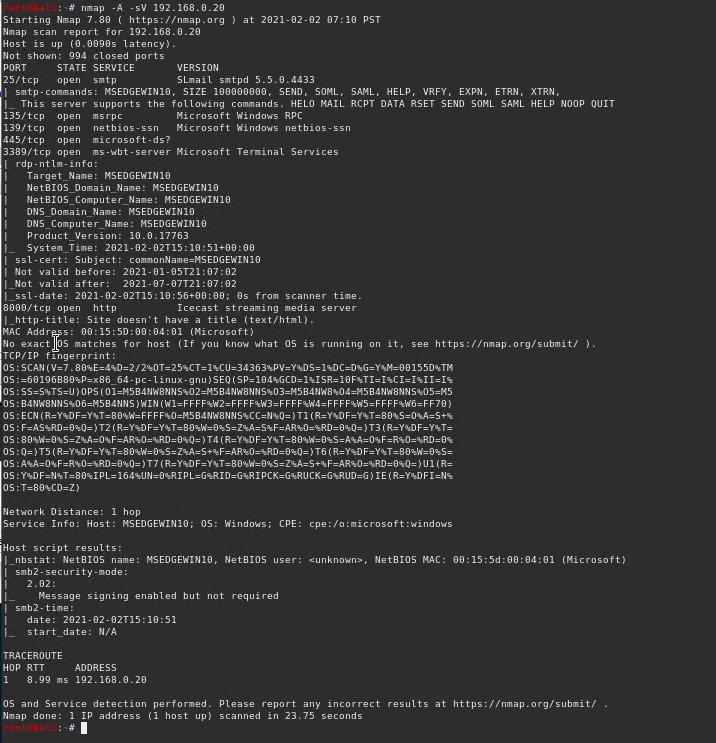 root@kali:~# nmap -A -sV 192.168.0.20
Starting Nmap 7.80 ( https://nmap.org ) at 2021-02-02 07:10 PST
Nmap scan report for 192.168.0.20
Host is up (0.0090s latency).
Not shown: 994 closed ports
PORT     STATE SERVICE       VERSION
25/tcp   open  smtp          SLmail smtpd 5.5.0.4433
| smtp-commands: MSEDGEWIN10, SIZE 100000000, SEND, SOML, SAML, HELP, VRFY, EXPN, ETRN, XTRN,
|_ This server supports the following commands. HELO MAIL RCPT DATA RSET SEND SOML SAML HELP NOOP QUIT
135/tcp  open  msrpc         Microsoft Windows RPC
139/tcp  open  netbios-ssn   Microsoft Windows netbios-ssn
445/tcp  open  microsoft-ds?
3389/tcp open  ms-wbt-server Microsoft Terminal Services
| rdp-ntlm-info:
|   Target_Name: MSEDGEWIN10
|   NetBIOS_Domain_Name: MSEDGEWIN10
|   NetBIOS_Computer_Name: MSEDGEWIN10
|   DNS_Domain_Name: MSEDGEWIN10
|   DNS_Computer_Name: MSEDGEWIN10
|   Product_Version: 10.0.17763
|_  System_Time: 2021-02-02T15:10:51+00:00
| ssl-cert: Subject: commonName=MSEDGEWIN10
| Not valid before: 2021-01-05T21:07:02
|_Not valid after:  2021-07-07T21:07:02
|_ssl-date: 2021-02-02T15:10:56+00:00; 0s from scanner time.
8000/tcp open  http          Icecast streaming media server
|_http-title: Site doesn't have a title (text/html).
MAC Address: 00:15:5D:00:04:01 (Microsoft)
No exact OS matches for host (If you know what OS is running on it, see https://nmap.org/submit/ ).
TCP/IP fingerprint:
OS:SCAN(V=7.80%E=4%D=2/2%OT=25%CT=1%CU=34363%PV=Y%DS=1%DC=D%G=Y%M=00155D%TM
OS:=60196B80%P=x86_64-pc-linux-gnu)SEQ(SP=104%GCD=1%ISR=10F%TI=I%CI=I%II=I%
OS:SS=S%TS=U)OPS(O1=M5B4NW8NNS%O2=M5B4NW8NNS%O3=M5B4NW8%O4=M5B4NW8NNS%O5=M5
OS:B4NW8NNS%O6=M5B4NNS)WIN(W1=FFFF%W2=FFFF%W3=FFFF%W4=FFFF%W5=FFFF%W6=FF70)
OS:ECN(R=Y%DF=Y%T=80%W=FFFF%O=M5B4NW8NNS%CC=N%Q=)T1(R=Y%DF=Y%T=80%S=O%A=S+%
OS:F=AS%RD=0%Q=)T2(R=Y%DF=Y%T=80%W=0%S=Z%A=S%F=AR%O=%RD=0%Q=)T3(R=Y%DF=Y%T=
OS:80%W=0%S=Z%A=O%F=AR%O=%RD=0%Q=)T4(R=Y%DF=Y%T=80%W=0%S=A%A=O%F=R%O=%RD=0%
OS:Q=)T5(R=Y%DF=Y%T=80%W=0%S=Z%A=S+%F=AR%O=%RD=0%Q=)T6(R=Y%DF=Y%T=80%W=0%S=
OS:A%A=O%F=R%O=%RD=0%Q=)T7(R=Y%DF=Y%T=80%W=0%S=Z%A=S+%F=AR%O=%RD=0%Q=)U1(R=
OS:Y%DF=N%T=80%IPL=164%UN=0%RIPL=G%RID=G%RIPCK=G%RUCK=G%RUD=G)IE(R=Y%DFI=N%
OS:T=80%CD=Z)
Network Distance: 1 hop
Service Info: Host: MSEDGEWIN10; OS: Windows; CPE: cpe:/o:microsoft:windows
Host script results:
|_nbstat: NetBIOS name: MSEDGEWIN10, NetBIOS user: <unknown>, NetBIOS MAC: 00:15:5d:00:04:01 (Microsoft)
| smb2-security-mode:
|   2.02:
|_    Message signing enabled but not required
| smb2-time:
|   date: 2021-02-02T15:10:51
|_  start_date: N/A
TRACEROUTE
HOP RTT     ADDRESS
1   8.99 ms 192.168.0.20
OS and Service detection performed. Please report any incorrect results at https://nmap.org/submit/ .
Nmap done: 1 IP address (1 host up) scanned in 23.75 seconds
root@kali:~#